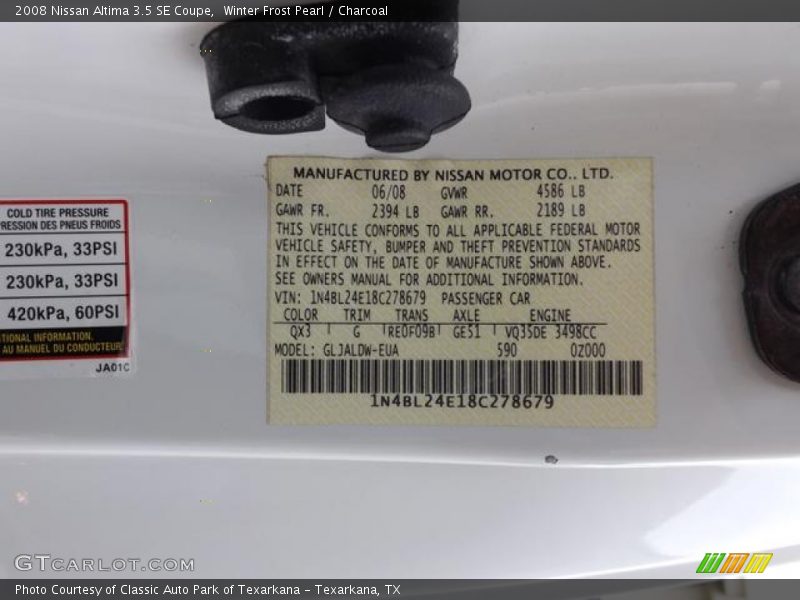 2008 Nissan Altima 3.5 SE Coupe, Winter Frost Pearl / Charcoal
COLD TIRE PRESSURE
PRESSION DES PNEUS FROIDS
230kPa, 33PSI
230kPa, 33PSI
420kPa, 60PSI
INFORMATION.
AU MANUEL DU CONDUCTEUR
JA01C
MANUFACTURED BY NISSAN MOTOR CO., LTD.
DATE 06/08 GVWR 4586 LB
GAWR FR. 2394 LB GAWR RR. 2189 LB
THIS VEHICLE CONFORMS TO ALL APPLICABLE FEDERAL MOTOR
VEHICLE SAFETY, BUMPER AND THEFT PREVENTION STANDARDS
IN EFFECT ON THE DATE OF MANUFACTURE SHOWN ABOVE.
SEE OWNERS MANUAL FOR ADDITIONAL INFORMATION.
VIN: 1N4BL24E18C278679 PASSENGER CAR
COLOR TRIM TRANS AXLE ENGINE
QX3 G RE0F09B GE51 VQ35DE 3498CC
MODEL: GLJALDW-EUA 590 0Z000
1N4BL24E18C278679
GTCARLOT.COM
Photo Courtesy of Classic Auto Park of Texarkana - Texarkana, TX